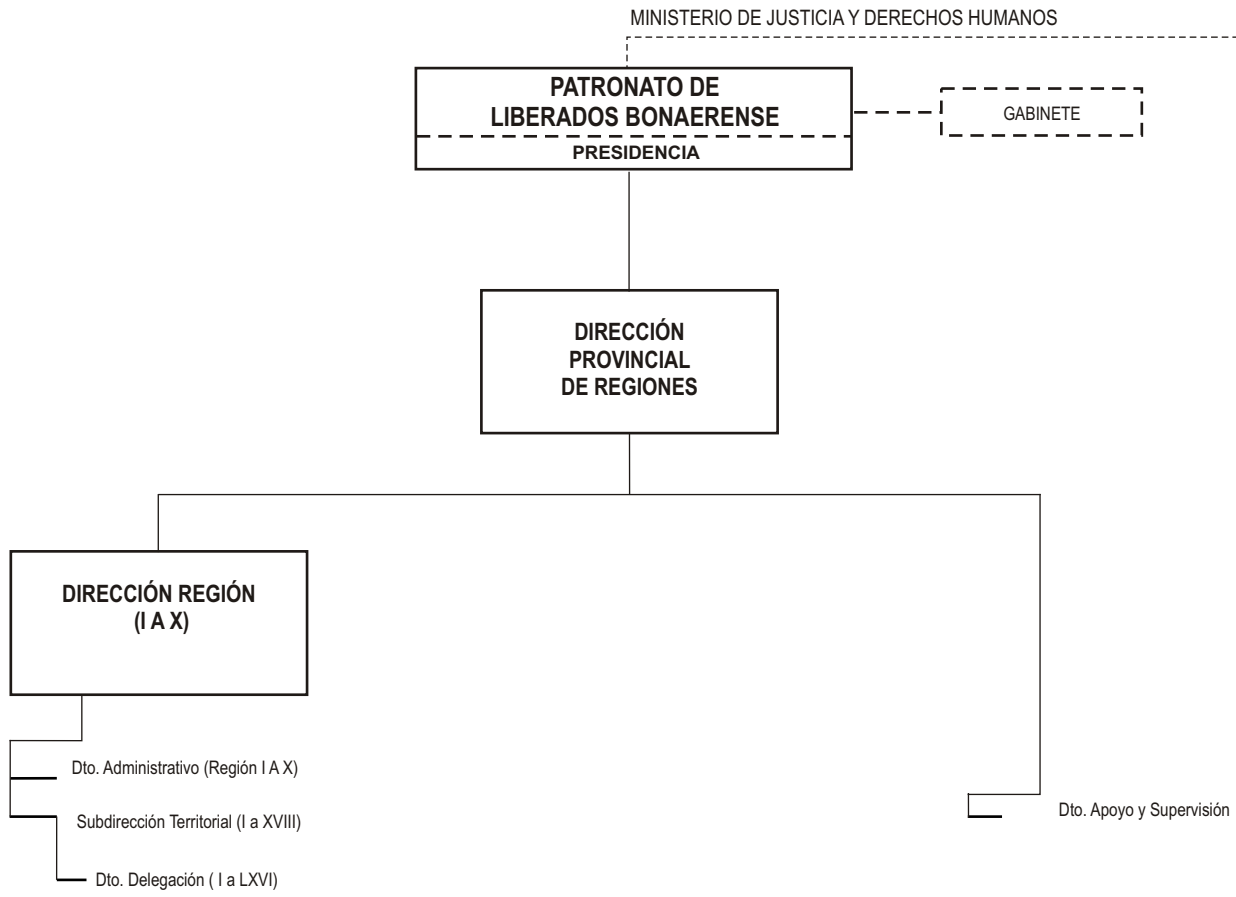 MINISTERIO DE JUSTICIA Y DERECHOS HUMANOS
PATRONATO DE
LIBERADOS BONAERENSE
PRESIDENCIA
GABINETE
DIRECCIÓN
PROVINCIAL
DE REGIONES
DIRECCIÓN REGIÓN
(I A X)
Dto. Administrativo (Región I A X)
Subdirección Territorial (I a XVIII)
Dto. Delegación ( I a LXVI)
Dto. Apoyo y Supervisión